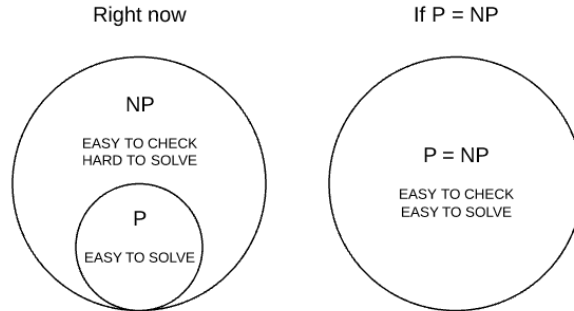 Right now
If P = NP
NP
EASY TO CHECK
HARD TO SOLVE
P
EASY TO SOLVE
P = NP
EASY TO CHECK
EASY TO SOLVE